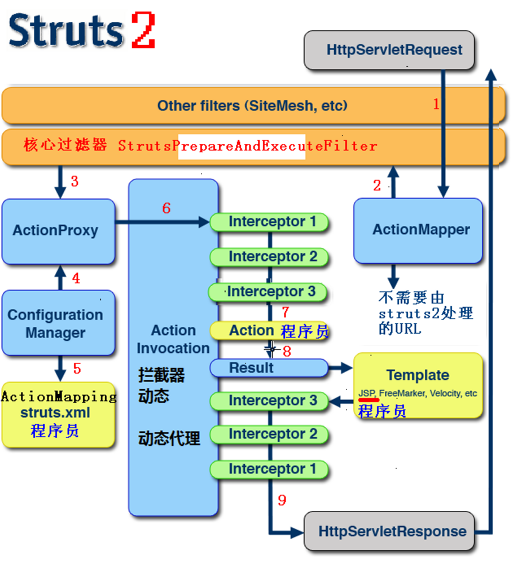 Struts 2
HttpServletRequest
1
Other filters (SiteMesh, etc)
核心过滤器 StrutsPrepareAndExecuteFilter
3
2
6
ActionProxy
Interceptor 1
ActionMapper
Interceptor 2
4
Interceptor 3
不需要由
struts2处理
的URL
7
Configuration
Manager
Action
Invocation
Action 程序员
8
5
Result
Template
JSP, FreeMarker, Velocity, etc
程序员
拦截器
动态
ActionMapping
struts.xml
程序员
Interceptor 3
动态代理
Interceptor 2
Interceptor 1
9
HttpServletResponse